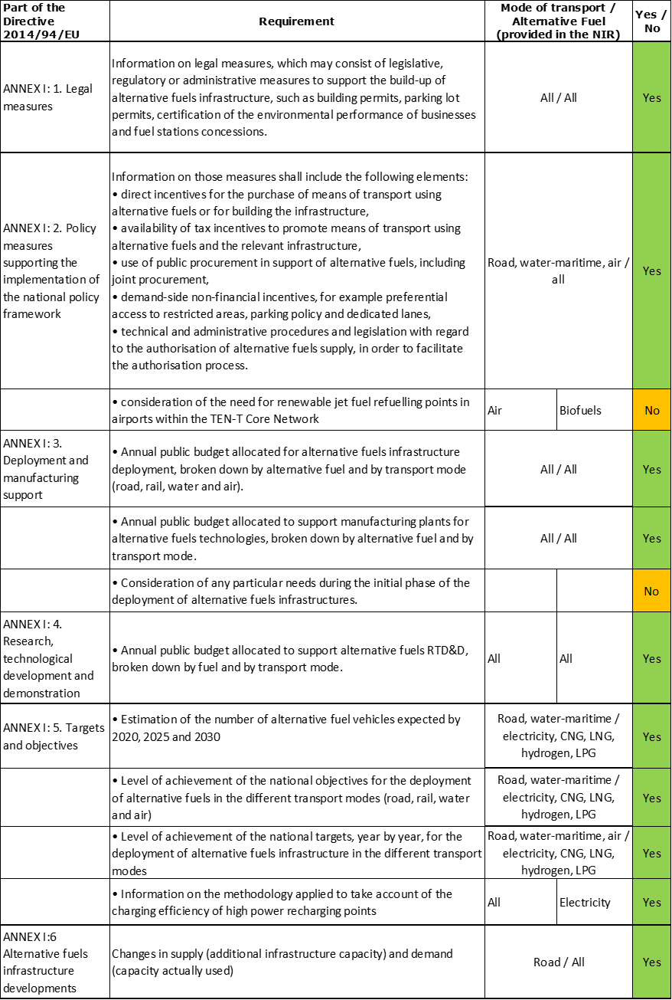 Part of the
Directive
2014/94/EU
Requirement
Mode of transport /
Alternative Fuel
(provided in the NIR)
Yes /
No
ANNEX I: 1. Legal
measures
Information on legal measures, which may consist of legislative,
regulatory or administrative measures to support the build-up of
alternative fuels infrastructure, such as building permits, parking lot
permits, certification of the environmental performance of businesses
and fuel stations concessions.
All / All
Yes
ANNEX I: 2. Policy
measures
supporting the
implementation of
the national policy
framework
Information on those measures shall include the following elements:
• direct incentives for the purchase of means of transport using
alternative fuels or for building the infrastructure,
• availability of tax incentives to promote means of transport using
alternative fuels and the relevant infrastructure,
• use of public procurement in support of alternative fuels, including
joint procurement,
• demand-side non-financial incentives, for example preferential
access to restricted areas, parking policy and dedicated lanes,
• technical and administrative procedures and legislation with regard
to the authorisation of alternative fuels supply, in order to facilitate
the authorisation process.
Road, water-maritime, air /
all
Yes
• consideration of the need for renewable jet fuel refuelling points in
airports within the TEN-T Core Network
Air
Biofuels
No
ANNEX I: 3.
Deployment and
manufacturing
support
• Annual public budget allocated for alternative fuels infrastructure
deployment, broken down by alternative fuel and by transport mode
(road, rail, water and air).
All / All
Yes
• Annual public budget allocated to support manufacturing plants for
alternative fuels technologies, broken down by alternative fuel and by
transport mode.
All / All
Yes
• Consideration of any particular needs during the initial phase of the
deployment of alternative fuels infrastructures.
No
ANNEX I: 4.
Research,
technological
development and
demonstration
• Annual public budget allocated to support alternative fuels RTD&D,
broken down by fuel and by transport mode.
All
All
Yes
ANNEX I: 5. Targets
and objectives
• Estimation of the number of alternative fuel vehicles expected by
2020, 2025 and 2030
Road, water-maritime /
electricity, CNG, LNG,
hydrogen, LPG
Yes
• Level of achievement of the national objectives for the deployment
of alternative fuels in the different transport modes (road, rail, water
and air)
Road, water-maritime /
electricity, CNG, LNG,
hydrogen, LPG
Yes
• Level of achievement of the national targets, year by year, for the
deployment of alternative fuels infrastructure in the different transport
modes
Road, water-maritime, air /
electricity, CNG, LNG,
hydrogen, LPG
Yes
• Information on the methodology applied to take account of the
charging efficiency of high power recharging points
All
Electricity
Yes
ANNEX I:6
Alternative fuels
infrastructure
developments
Changes in supply (additional infrastructure capacity) and demand
(capacity actually used)
Road / All
Yes